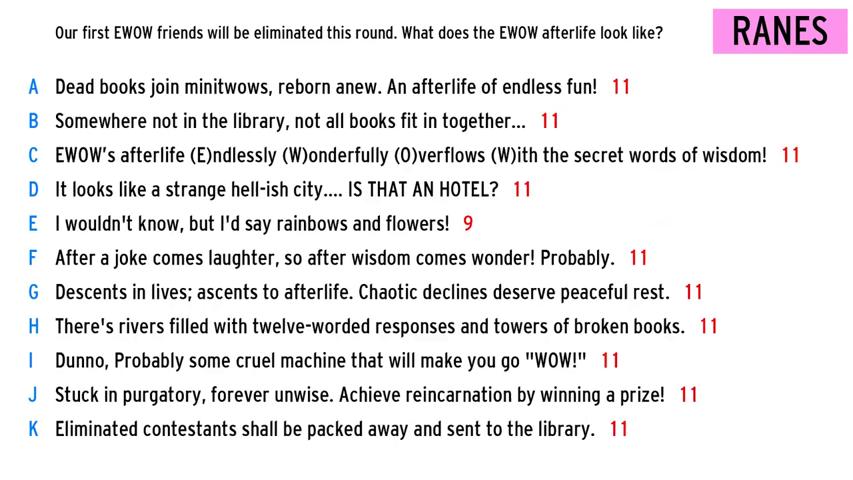 Our first EWOW friends will be eliminated this round. What does the EWOW afterlife look like?
RANES
A Dead books join minitwows, reborn anew. An afterlife of endless fun! 11
B Somewhere not in the library, not all books fit in together... 11
C EWOW's afterlife (E)ndlessly (W)onderfully (O)verflows (W)ith the secret words of wisdom! 11
D It looks like a strange hell-ish city.... IS THAT AN HOTEL? 11
E I wouldn't know, but I'd say rainbows and flowers! 9
F After a joke comes laughter, so after wisdom comes wonder! Probably. 11
G Descents in lives; ascents to afterlife. Chaotic declines deserve peaceful rest. 11
H There's rivers filled with twelve-worded responses and towers of broken books. 11
I Dunno, Probably some cruel machine that will make you go "WOW!" 11
J Stuck in purgatory, forever unwise. Achieve reincarnation by winning a prize! 11
K Eliminated contestants shall be packed away and sent to the library. 11